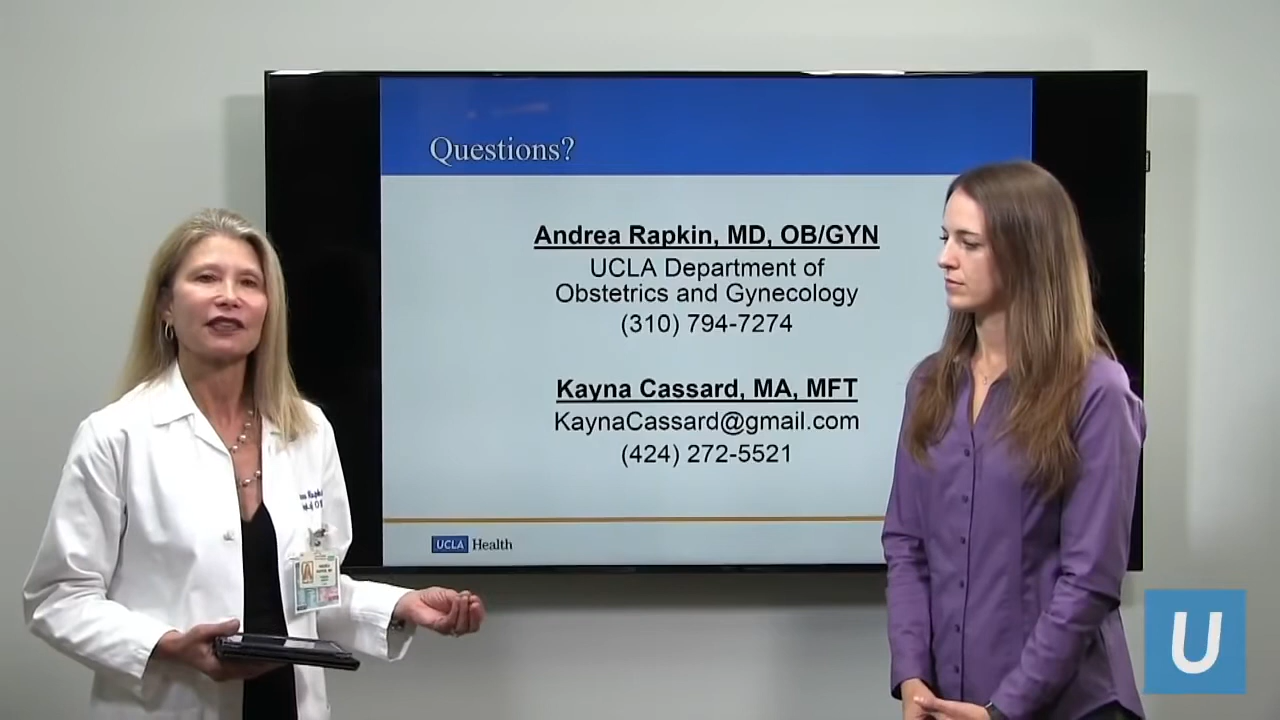 Questions?
Andrea Rapkin, MD, OB/GYN
UCLA Department of
Obstetrics and Gynecology
(310) 794-7274
Kayna Cassard, MA, MFT
KaynaCassard@gmail.com
(424) 272-5521
UCLA Health
U